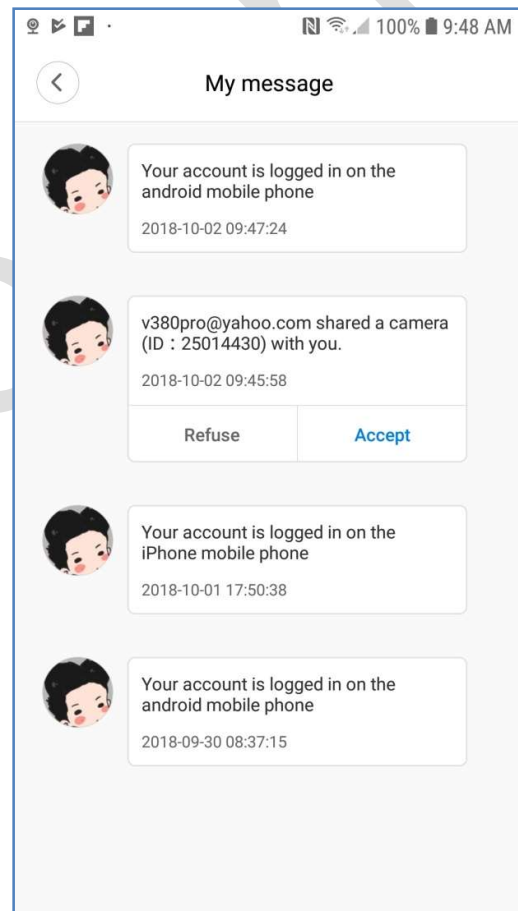 100% 9:48 AM
My message
Your account is logged in on the
android mobile phone
2018-10-02 09:47:24
v380pro@yahoo.com shared a camera
(ID：25014430) with you.
2018-10-02 09:45:58
Refuse Accept
Your account is logged in on the
iPhone mobile phone
2018-10-01 17:50:38
Your account is logged in on the
android mobile phone
2018-09-30 08:37:15